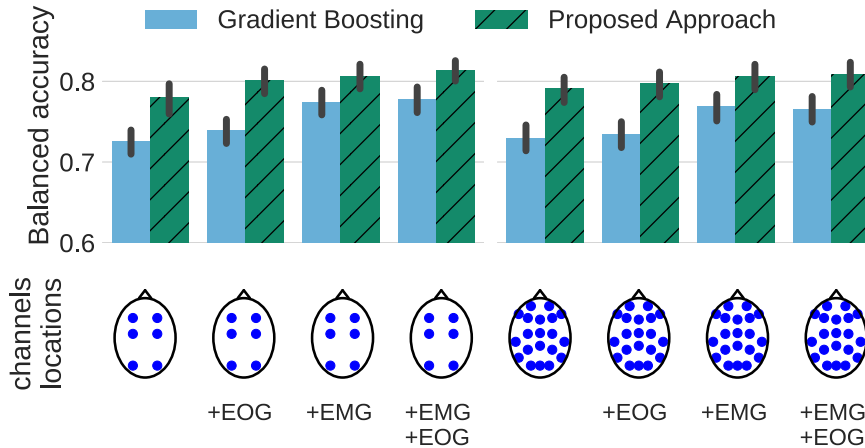 Gradient Boosting
Proposed Approach
Balanced accuracy
0.8
0.7
0.6
channels
locations
+EOG
+EMG
+EMG
+EOG
+EOG
+EMG
+EMG
+EOG